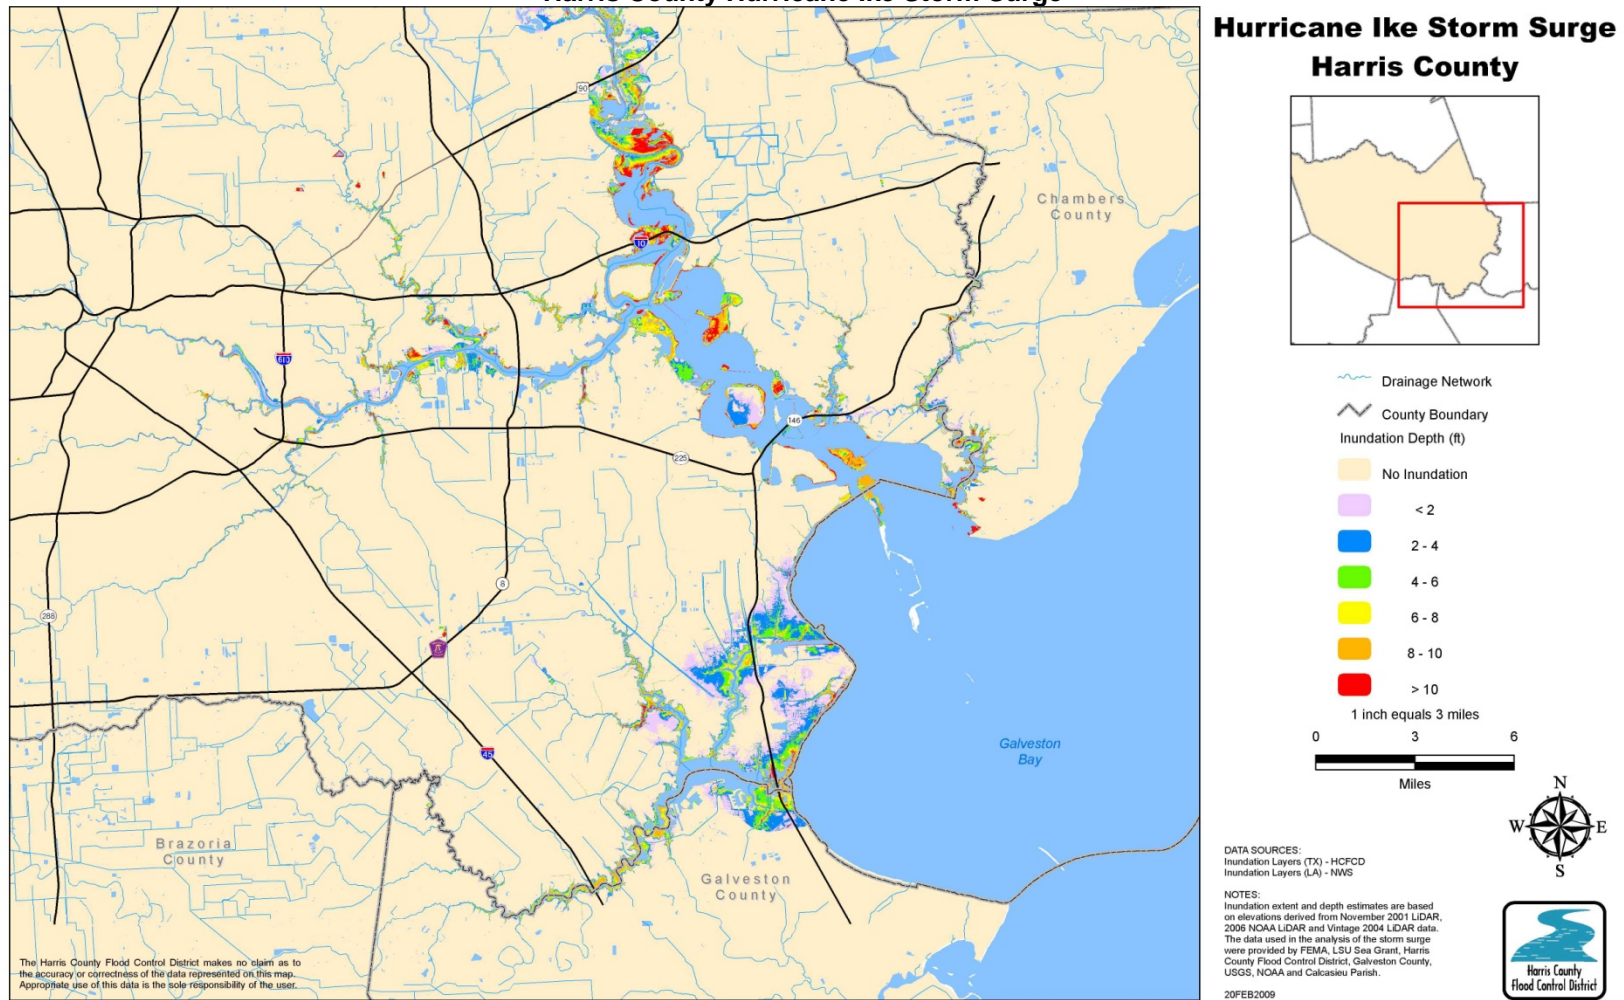 Harris County Hurricane Ike Storm Surge
Hurricane Ike Storm Surge
Harris County
90
Chambers
County
10
610
146
225
8
288
45
Galveston
Bay
Brazoria
County
Galveston
County
The Harris County Flood Control District makes no claim as to
the accuracy or correctness of the data represented on this map.
Appropriate use of this data is the sole responsibility of the user.
Drainage Network
County Boundary
Inundation Depth (ft)
No Inundation
< 2
2 - 4
4 - 6
6 - 8
8 - 10
> 10
1 inch equals 3 miles
0 3 6
Miles
N
W E
S
DATA SOURCES:
Inundation Layers (TX) - HCFCD
Inundation Layers (LA) - NWS
NOTES:
Inundation extent and depth estimates are based
on elevations derived from November 2001 LiDAR,
2006 NOAA LiDAR and Vintage 2004 LiDAR data.
The data used in the analysis of the storm surge
were provided by FEMA, LSU Sea Grant, Harris
County Flood Control District, Galveston County,
USGS, NOAA and Calcasieu Parish.
20FEB2009
Harris County
Flood Control District